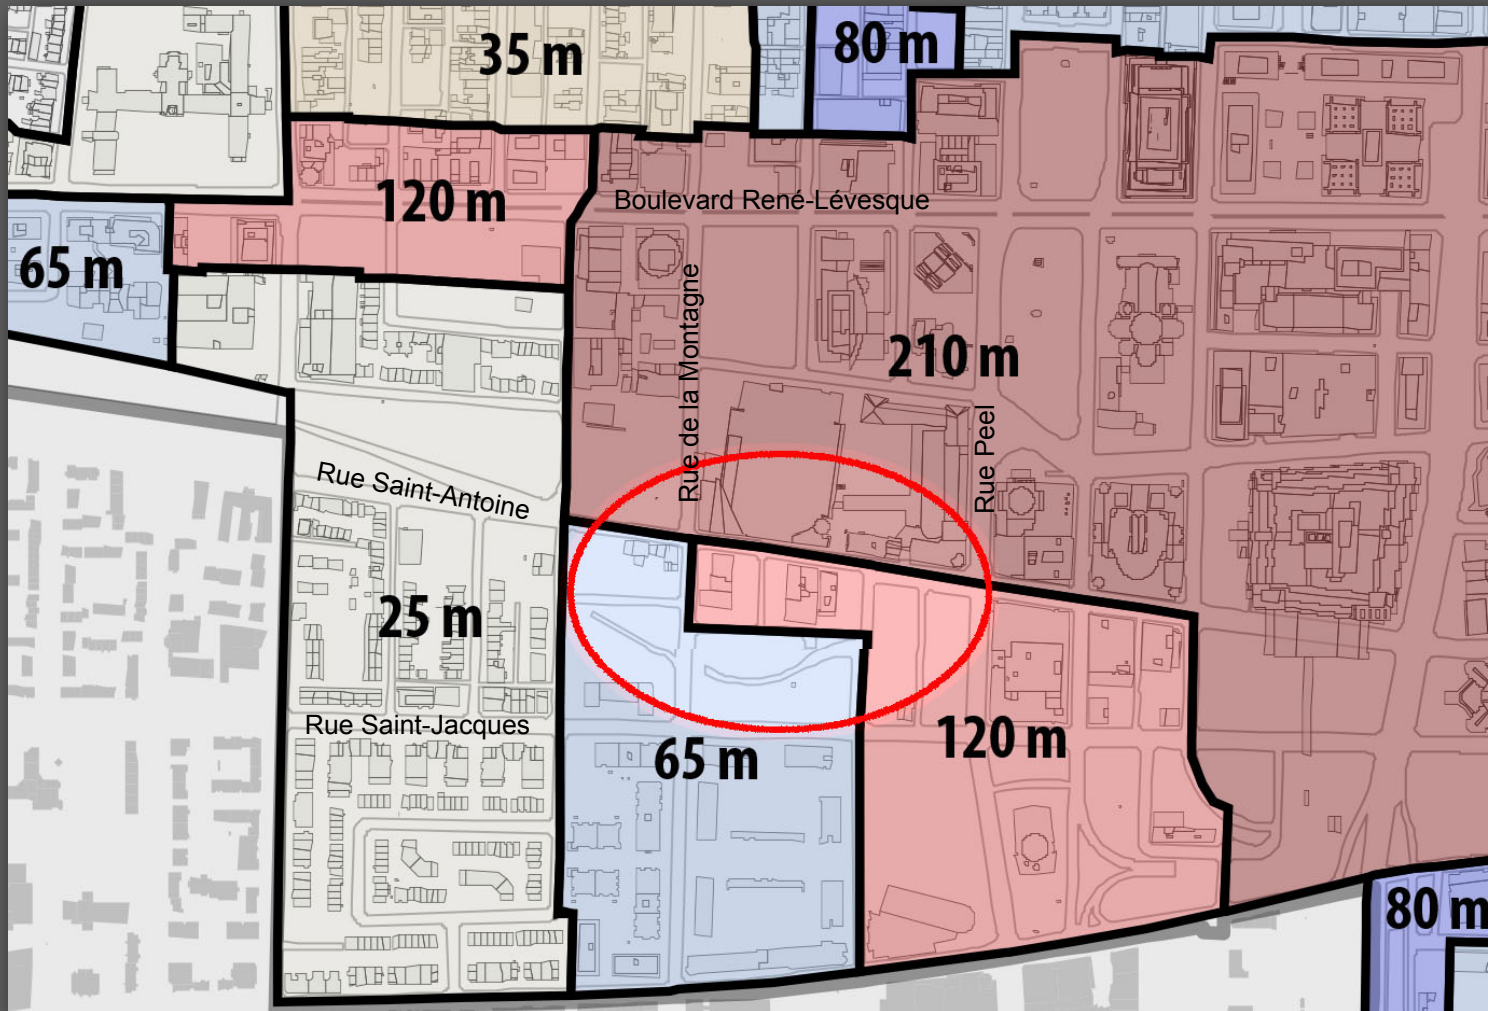 35 m
80 m
120 m
Boulevard René-Lévesque
65 m
Rue de la Montagne
210 m
Rue Peel
Rue Saint-Antoine
25 m
Rue Saint-Jacques
65 m
120 m
80 m